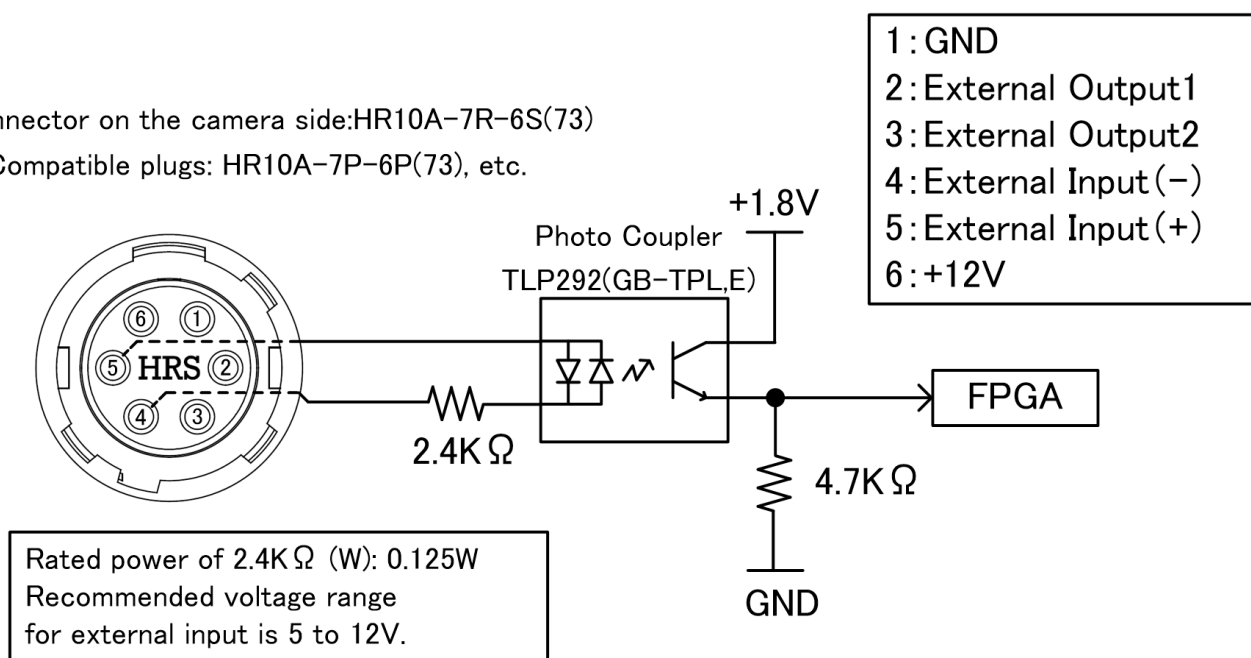 nnector on the camera side:HR10A-7R-6S(73)
Compatible plugs: HR10A-7P-6P(73), etc.
1:GND
2:External Output1
3:External Output2
4:External Input(-)
5:External Input(+)
6:+12V
+1.8V
Photo Coupler
TLP292(GB-TPL,E)
6 1
5 HRS 2
4 3
2.4KΩ
FPGA
4.7KΩ
GND
Rated power of 2.4KΩ (W): 0.125W
Recommended voltage range
for external input is 5 to 12V.